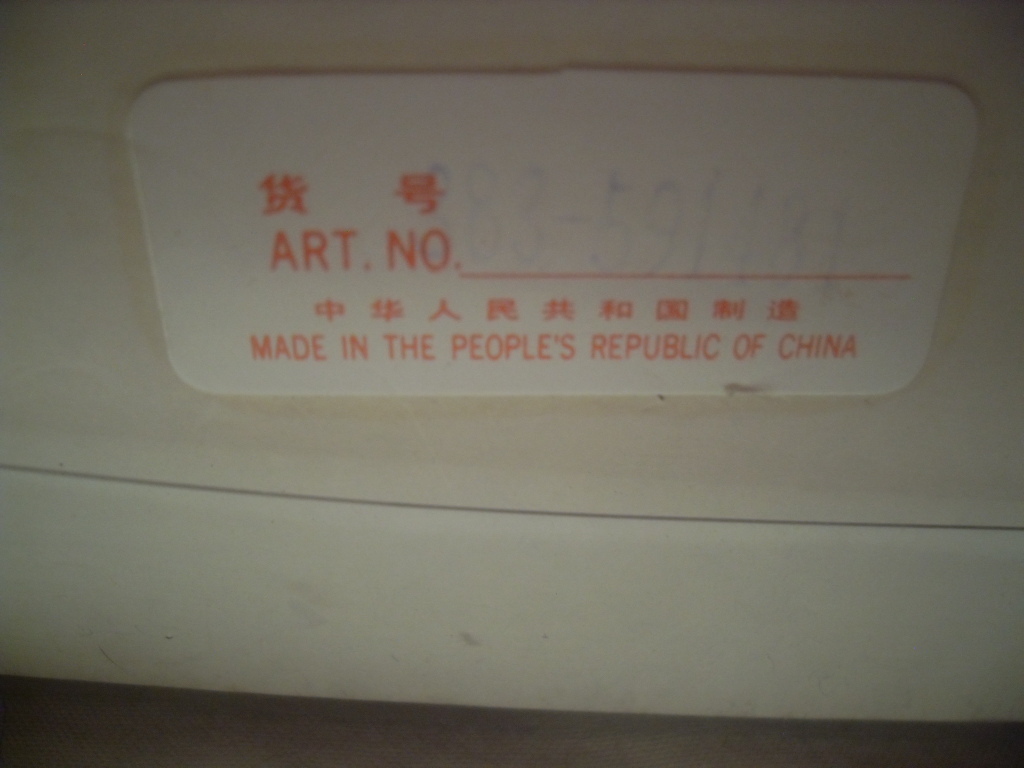 货 号
ART. NO.
中华人民共和国制造
MADE IN THE PEOPLE'S REPUBLIC OF CHINA